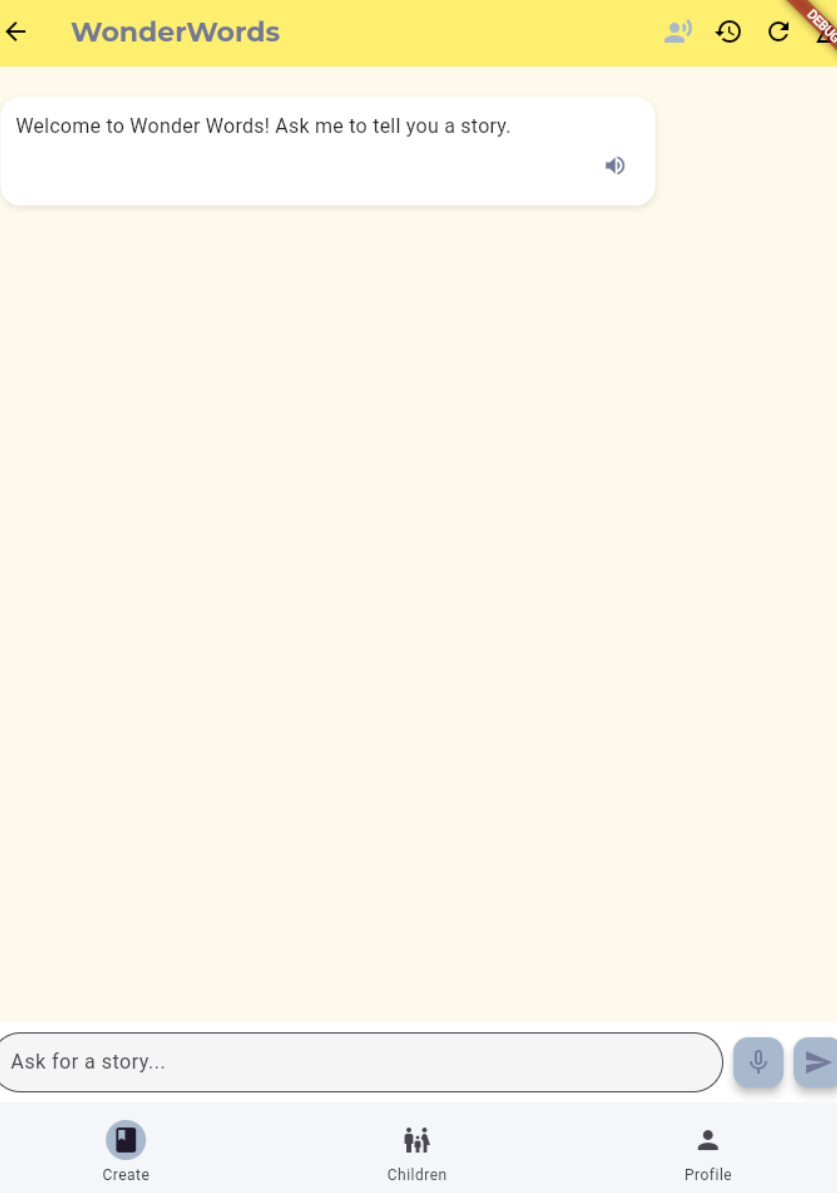 WonderWords
DEBUG
Welcome to Wonder Words! Ask me to tell you a story.
Ask for a story...
Create
Children
Profile